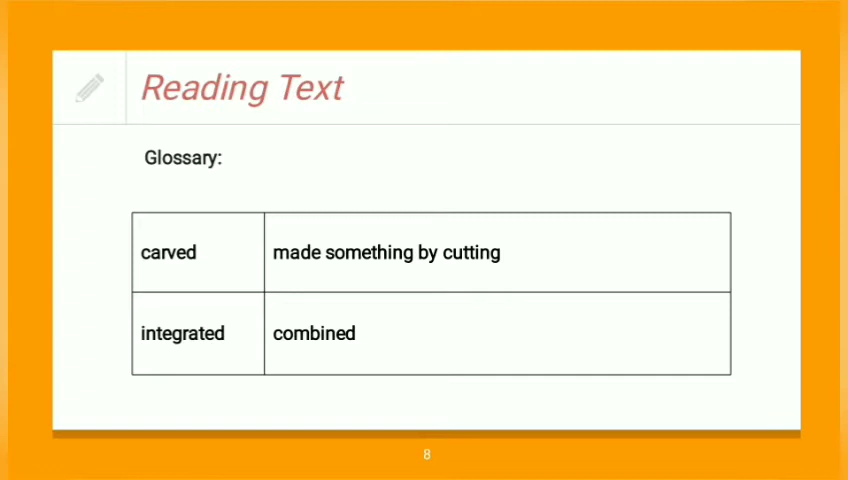 Reading Text
Glossary:
carved made something by cutting
integrated combined
8